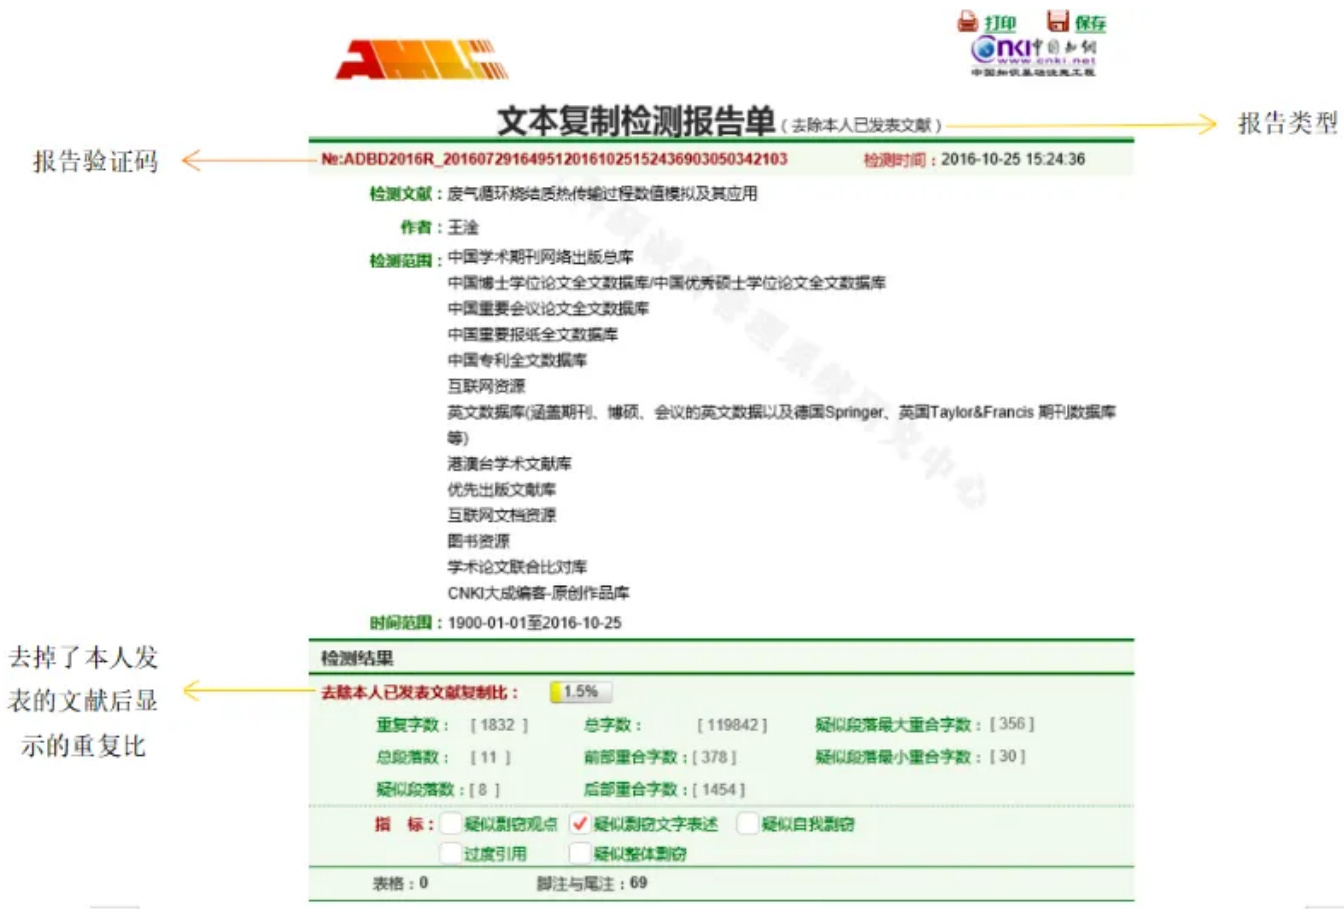 打印 保存
AMLC
CNKI中国知网
www.cnki.net
中国知识基础设施工程
文本复制检测报告单(去除本人已发表文献)
报告类型
报告验证码
№:ADBD2016R_20160729164951201610251524369030503​42103 检测时间:2016-10-25 15:24:36
检测文献:废气循环烧结质热传输过程数值模拟及其应用
作者:王淦
检测范围:中国学术期刊网络出版总库
中国博士学位论文全文数据库/中国优秀硕士学位论文全文数据库
中国重要会议论文全文数据库
中国重要报纸全文数据库
中国专利全文数据库
互联网资源
英文数据库(涵盖期刊、博硕、会议的英文数据以及德国Springer、英国Taylor&Francis 期刊数据库
等)
港澳台学术文献库
优先出版文献库
互联网文档资源
图书资源
学术论文联合比对库
CNKI大成编客-原创作品库
时间范围:1900-01-01至2016-10-25
检测结果
去掉了本人发
表的文献后显
示的重复比
去除本人已发表文献复制比: 1.5%
重复字数: [1832] 总字数: [119842] 疑似段落最大重合字数:[356]
总段落数: [11] 前部重合字数:[378] 疑似段落最小重合字数:[30]
疑似段落数:[8] 后部重合字数:[1454]
指 标: 疑似剽窃观点 ✓疑似剽窃文字表述 疑似自我剽窃
过度引用 疑似整体剽窃
表格:0 脚注与尾注:69